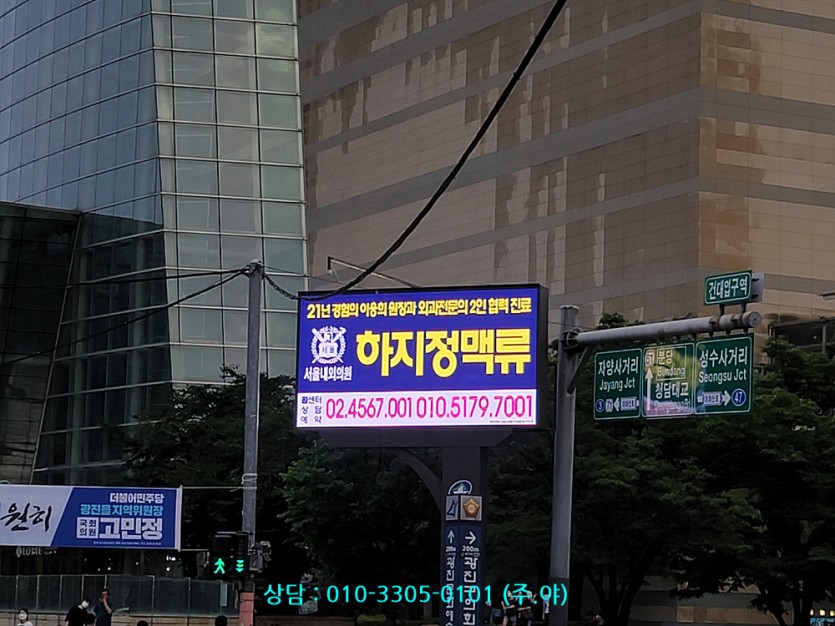 21년 경험의 이용희 원장과 외과전문의 2인 협력 진료
서울내외의원
하지정맥류
콜센터
상담
예약
02.4567.001 010.5179.7001
건대입구역
자양사거리
Jayang Jct
61 분당
Bundang
청담대교
성수사거리
Seongsu Jct
47
더불어민주당
광진을 지역위원장
국회
의원
고민정
200m
광진
상담 : 010-3305-0101 (주.야)